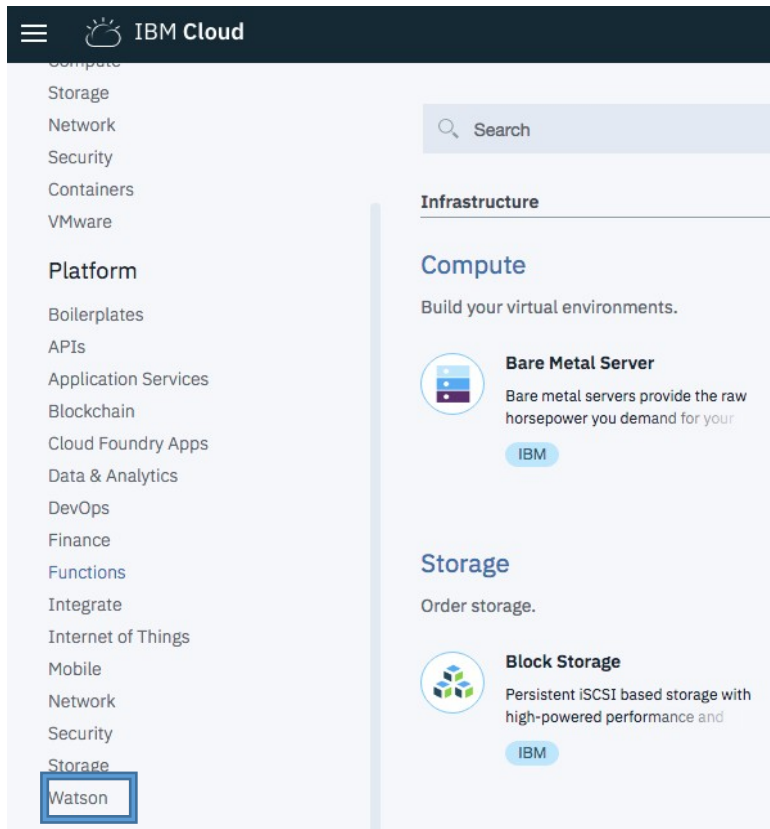 IBM Cloud
Compute
Storage
Network
Security
Containers
VMware
Platform
Boilerplates
APIs
Application Services
Blockchain
Cloud Foundry Apps
Data & Analytics
DevOps
Finance
Functions
Integrate
Internet of Things
Mobile
Network
Security
Storage
Watson
Search
Infrastructure
Compute
Build your virtual environments.
Bare Metal Server
Bare metal servers provide the raw
horsepower you demand for your
IBM
Storage
Order storage.
Block Storage
Persistent iSCSI based storage with
high-powered performance and
IBM